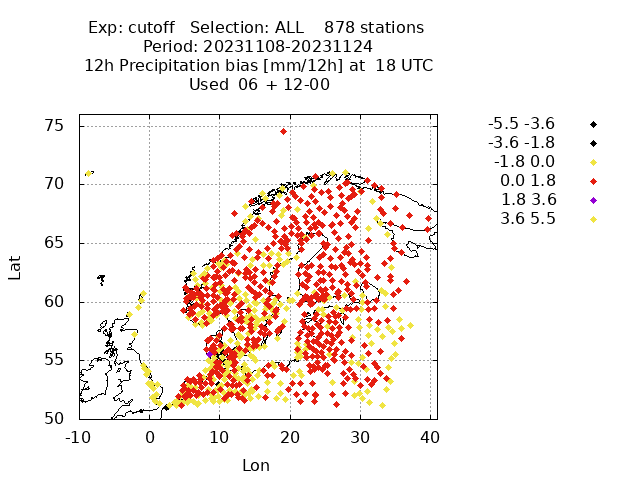 Exp: cutoff   Selection: ALL    878 stations
Period: 20231108-20231124
12h Precipitation bias [mm/12h] at  18 UTC
Used  06 + 12-00
-5.5 -3.6
-3.6 -1.8
-1.8 0.0
0.0 1.8
1.8 3.6
3.6 5.5
75
70
65
60
55
50
Lat
-10 0 10 20 30 40
Lon